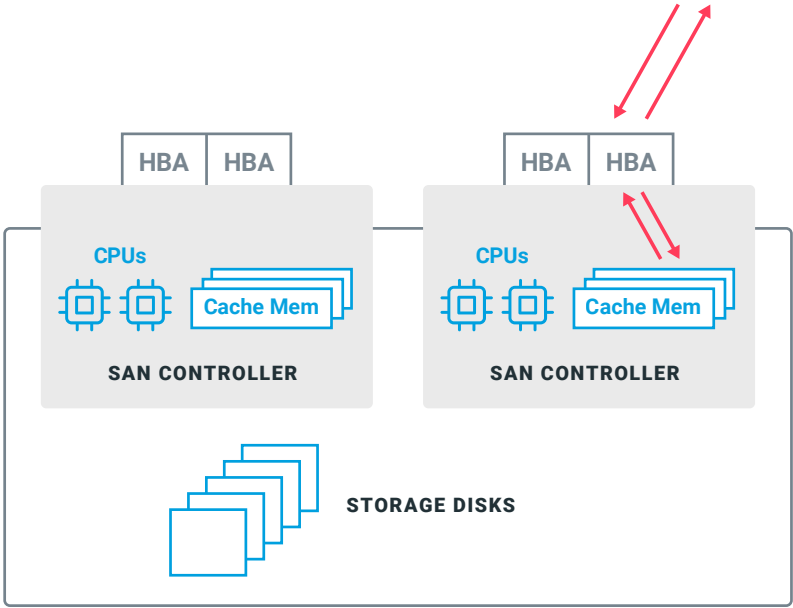 HBA HBA
HBA HBA
CPUs
Cache Mem
SAN CONTROLLER
CPUs
Cache Mem
SAN CONTROLLER
STORAGE DISKS